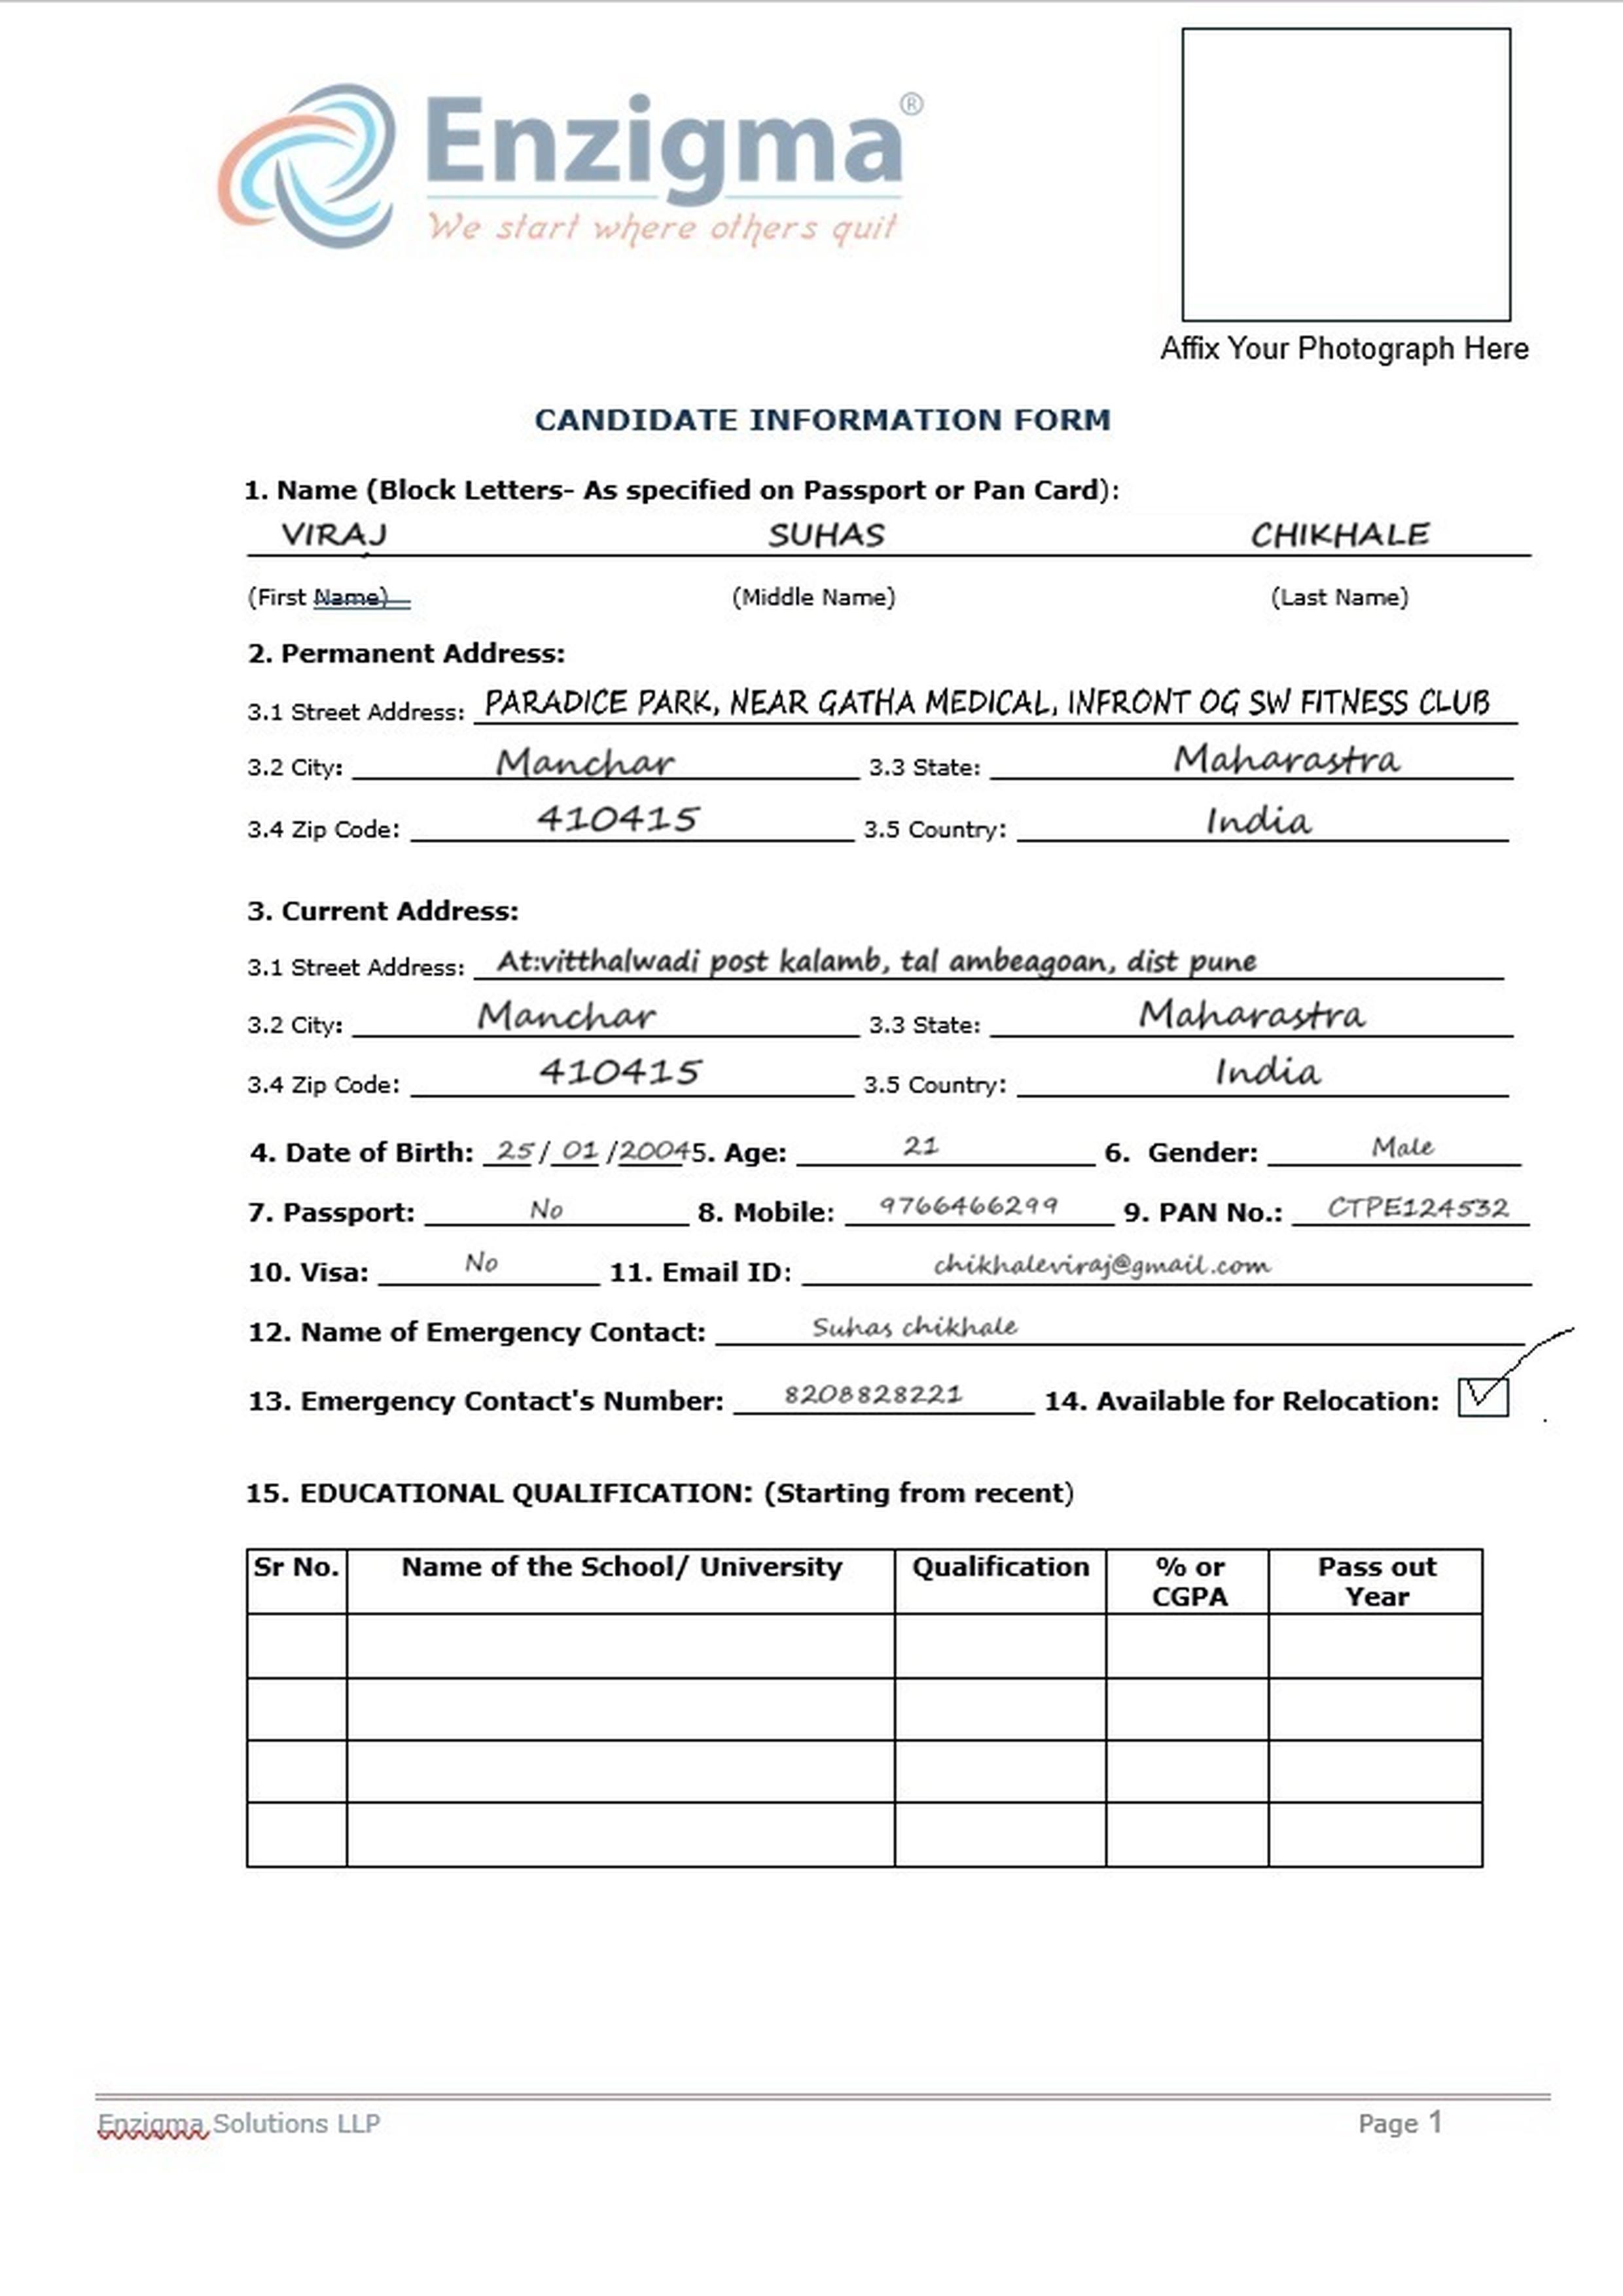 Enzigma®
We start where others quit
Affix Your Photograph Here
CANDIDATE INFORMATION FORM
1. Name (Block Letters- As specified on Passport or Pan Card):
VIRAJ SUHAS CHIKHALE
(First Name) (Middle Name) (Last Name)
2. Permanent Address:
3.1 Street Address: PARADICE PARK, NEAR GATHA MEDICAL, INFRONT OG SW FITNESS CLUB
3.2 City: Manchar 3.3 State: Maharastra
3.4 Zip Code: 410415 3.5 Country: India
3. Current Address:
3.1 Street Address: At:vitthalwadi post kalamb, tal ambeagoan, dist pune
3.2 City: Manchar 3.3 State: Maharastra
3.4 Zip Code: 410415 3.5 Country: India
4. Date of Birth: 25/ 01 /2004 5. Age: 21 6. Gender: Male
7. Passport: No 8. Mobile: 9766466299 9. PAN No.: CTPE124532
10. Visa: No 11. Email ID: chikhaleviraj@gmail.com
12. Name of Emergency Contact: Suhas chikhale
13. Emergency Contact's Number: 8208828221 14. Available for Relocation:
15. EDUCATIONAL QUALIFICATION: (Starting from recent)
Sr No. Name of the School/ University Qualification % or CGPA Pass out Year
Enzigma Solutions LLP Page 1